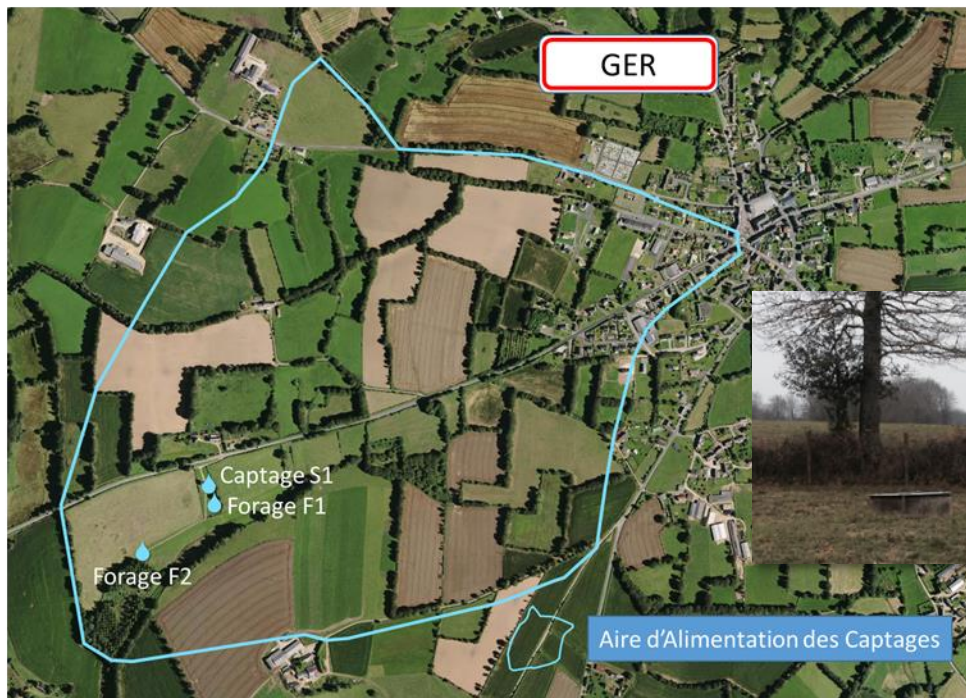 GER
Captage S1
Forage F1
Forage F2
Aire d'Alimentation des Captages